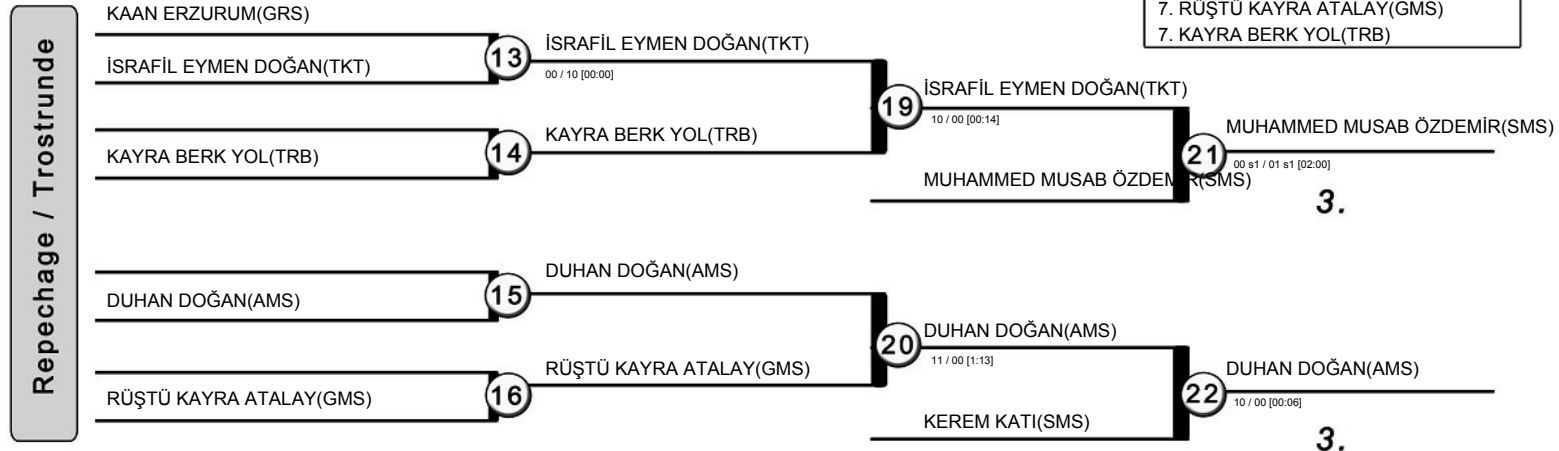 Repechage / Trostrunde
7. RÜŞTÜ KAYRA ATALAY(GMS)
7. KAYRA BERK YOL(TRB)
KAAN ERZURUM(GRS)
İSRAFİL EYMEN DOĞAN(TKT)
13
İSRAFİL EYMEN DOĞAN(TKT)
00 / 10 [00:00]
KAYRA BERK YOL(TRB)
14
KAYRA BERK YOL(TRB)
19
İSRAFİL EYMEN DOĞAN(TKT)
10 / 00 [00:14]
MUHAMMED MUSAB ÖZDEMİR(SMS)
21
MUHAMMED MUSAB ÖZDEMİR(SMS)
00 s1 / 01 s1 [02:00]
3.
DUHAN DOĞAN(AMS)
15
DUHAN DOĞAN(AMS)
RÜŞTÜ KAYRA ATALAY(GMS)
16
RÜŞTÜ KAYRA ATALAY(GMS)
20
DUHAN DOĞAN(AMS)
11 / 00 [1:13]
KEREM KATI(SMS)
22
DUHAN DOĞAN(AMS)
10 / 00 [00:06]
3.